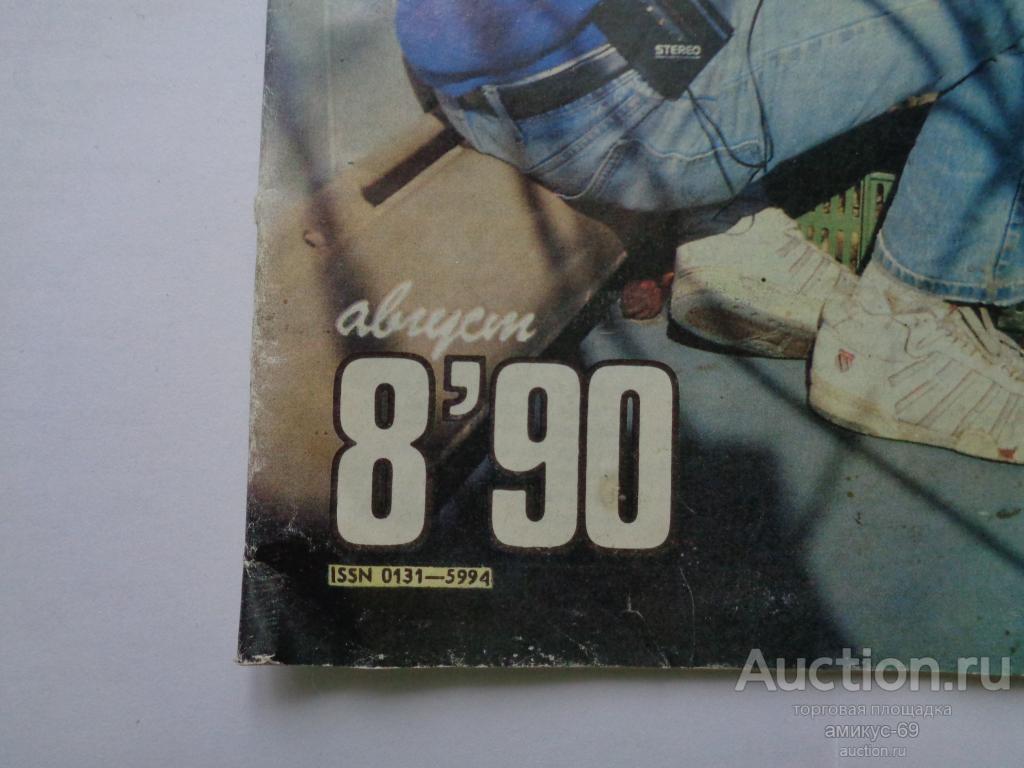 STEREO
август
8'90
ISSN 0131—5994
Auction.ru
торговая площадка
амикус-69
auction.ru